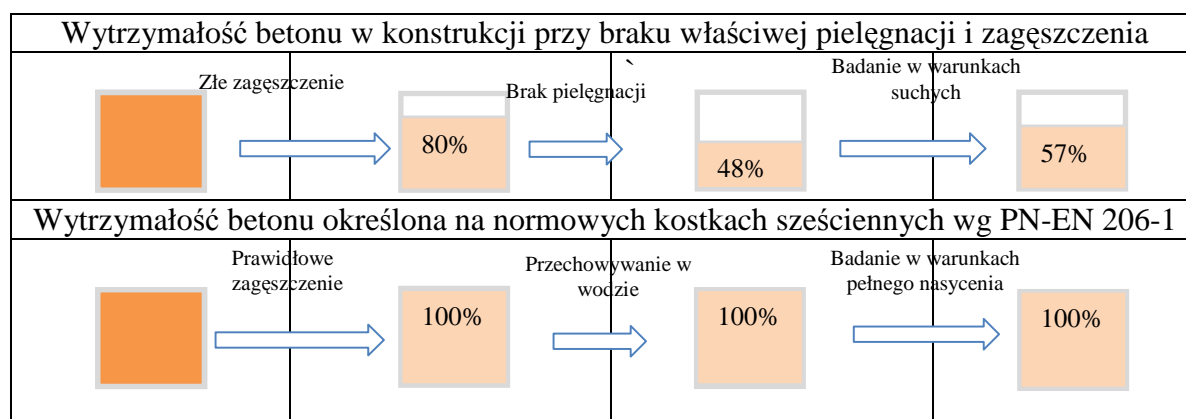 Wytrzymałość betonu w konstrukcji przy braku właściwej pielęgnacji i zagęszczenia
Złe zagęszczenie
`
Brak pielęgnacji
Badanie w warunkach
suchych
80%
48%
57%
Wytrzymałość betonu określona na normowych kostkach sześciennych wg PN-EN 206-1
Prawidłowe
zagęszczenie
Przechowywanie w
wodzie
Badanie w warunkach
pełnego nasycenia
100%
100%
100%